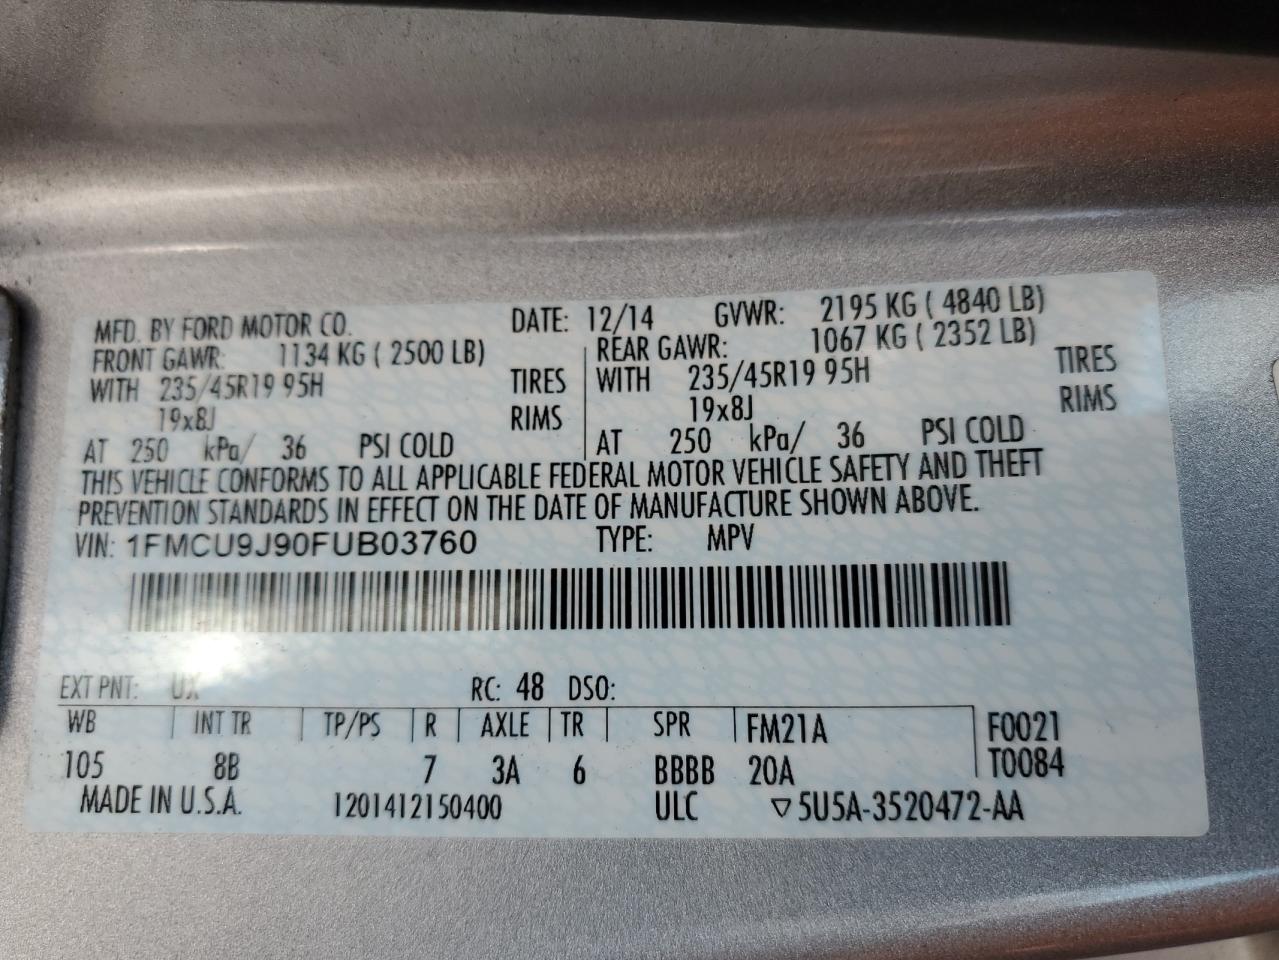 MFD. BY FORD MOTOR CO. DATE: 12/14 GVWR: 2195 KG ( 4840 LB)
FRONT GAWR: 1134 KG ( 2500 LB) REAR GAWR: 1067 KG ( 2352 LB)
WITH 235/45R19 95H TIRES WITH 235/45R19 95H TIRES
19x8J RIMS 19x8J RIMS
AT 250 kPa/ 36 PSI COLD AT 250 kPa/ 36 PSI COLD
THIS VEHICLE CONFORMS TO ALL APPLICABLE FEDERAL MOTOR VEHICLE SAFETY AND THEFT
PREVENTION STANDARDS IN EFFECT ON THE DATE OF MANUFACTURE SHOWN ABOVE.
VIN: 1FMCU9J90FUB03760 TYPE: MPV
EXT PNT: UX RC: 48 DSO:
WB INT TR TP/PS R AXLE TR SPR FM21A F0021
105 8B 7 3A 6 BBBB 20A T0084
MADE IN U.S.A. 1201412150400 ULC ▽5U5A-3520472-AA